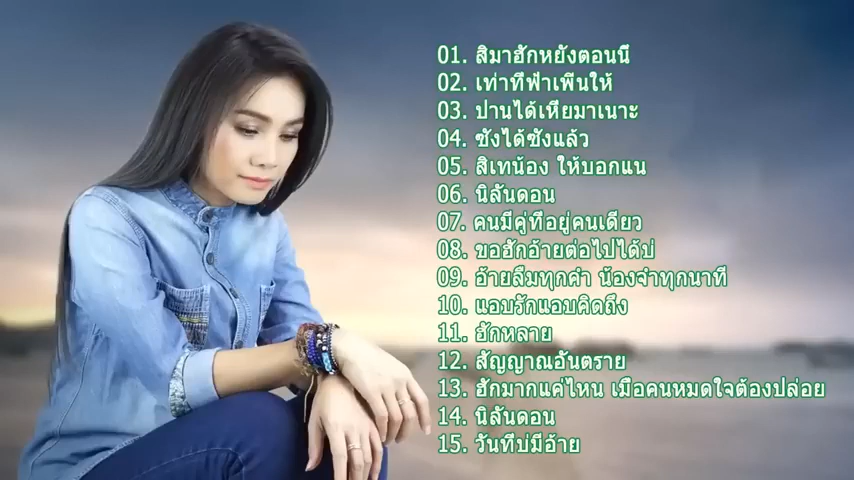 01. สิมาฮักหยังตอนนี้
02. เท่าที่ฟ้าเพิ่นให้
03. ปานได้เหี่ยมาเนาะ
04. ซังได้ซังแล้ว
05. สิเทน้อง ให้บอกแน
06. นิลันดอน
07. คนมีคู่ที่อยู่คนเดียว
08. ขอฮักอ้ายต่อไปได้บ่
09. อ้ายลืมทุกคำ น้องจำทุกนาที
10. แอบรักแอบคิดถึง
11. ฮักหลาย
12. สัญญาณอันตราย
13. ฮักมากแค่ไหน เมื่อคนหมดใจต้องปล่อย
14. นิลันดอน
15. วันที่บ่มีอ้าย